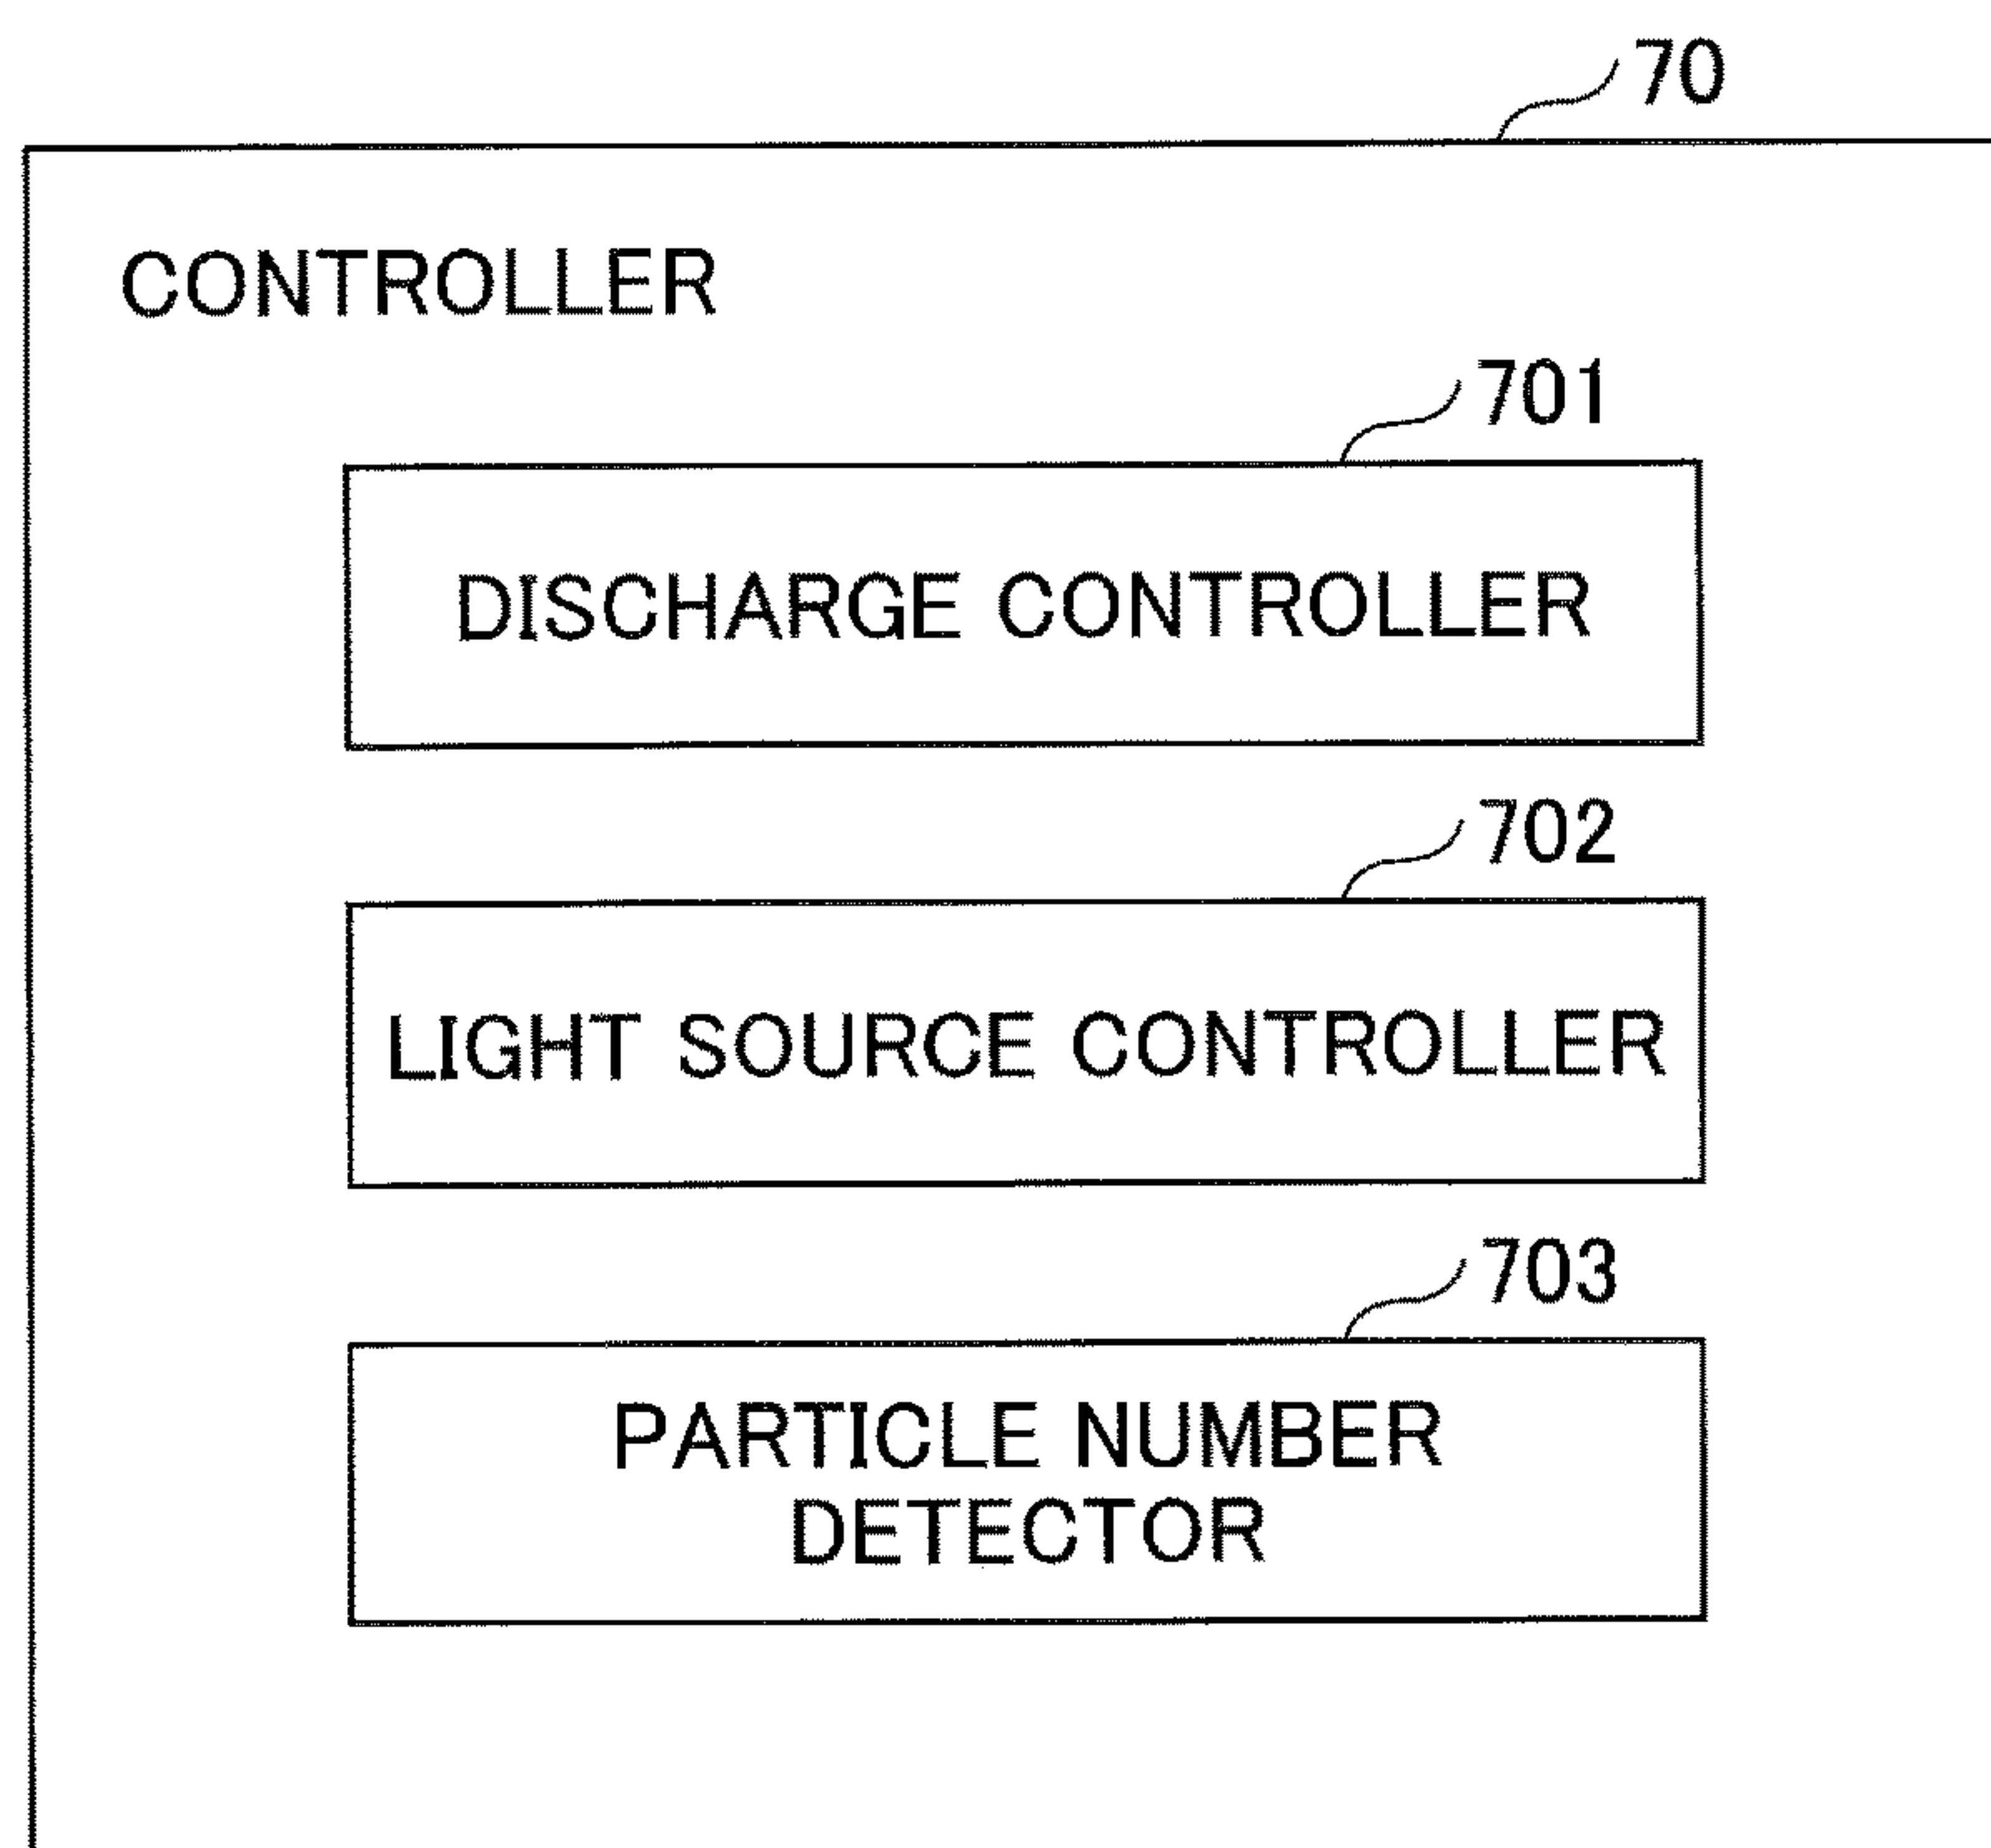 70
CONTROLLER
701
DISCHARGE CONTROLLER
702
LIGHT SOURCE CONTROLLER
703
PARTICLE NUMBER
DETECTOR